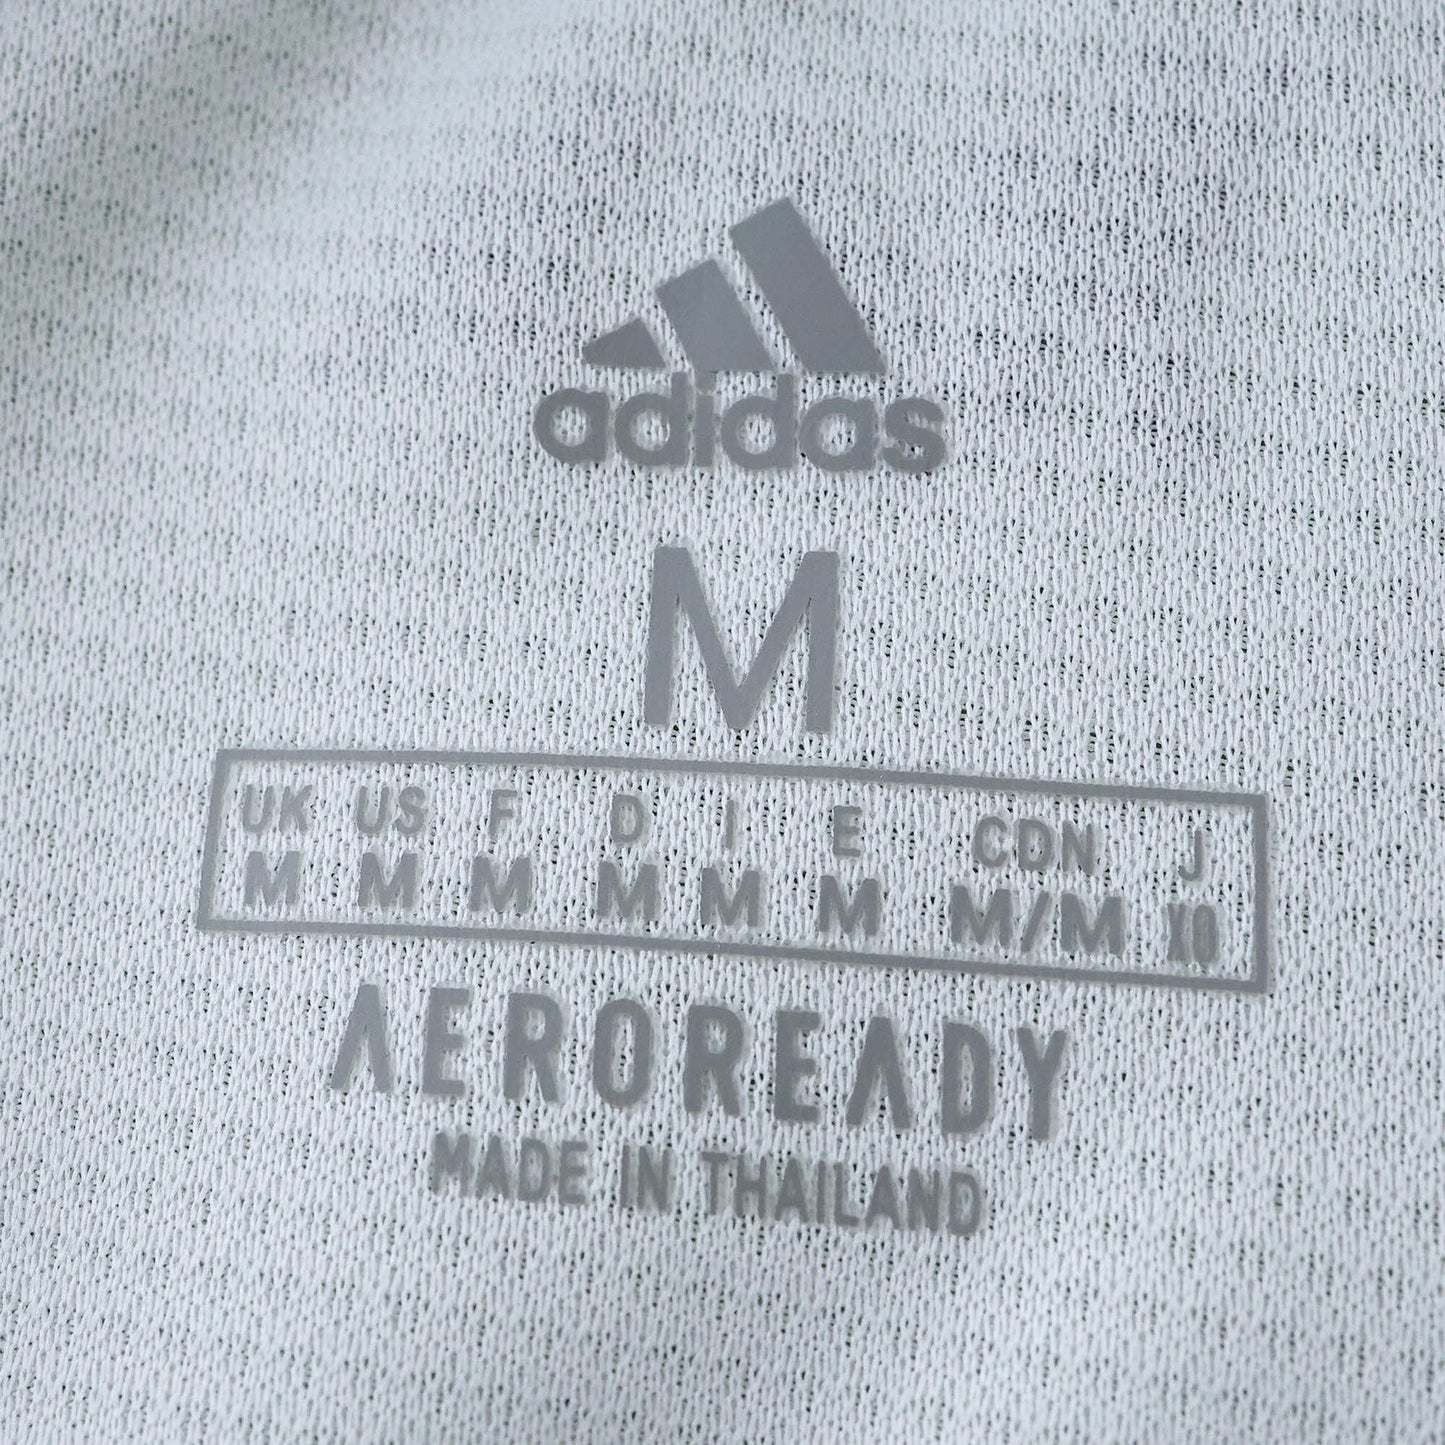 adidas
M
UK US F D I E CDN J
M M M M M M M/M XO
AEROREADY
MADE IN THAILAND